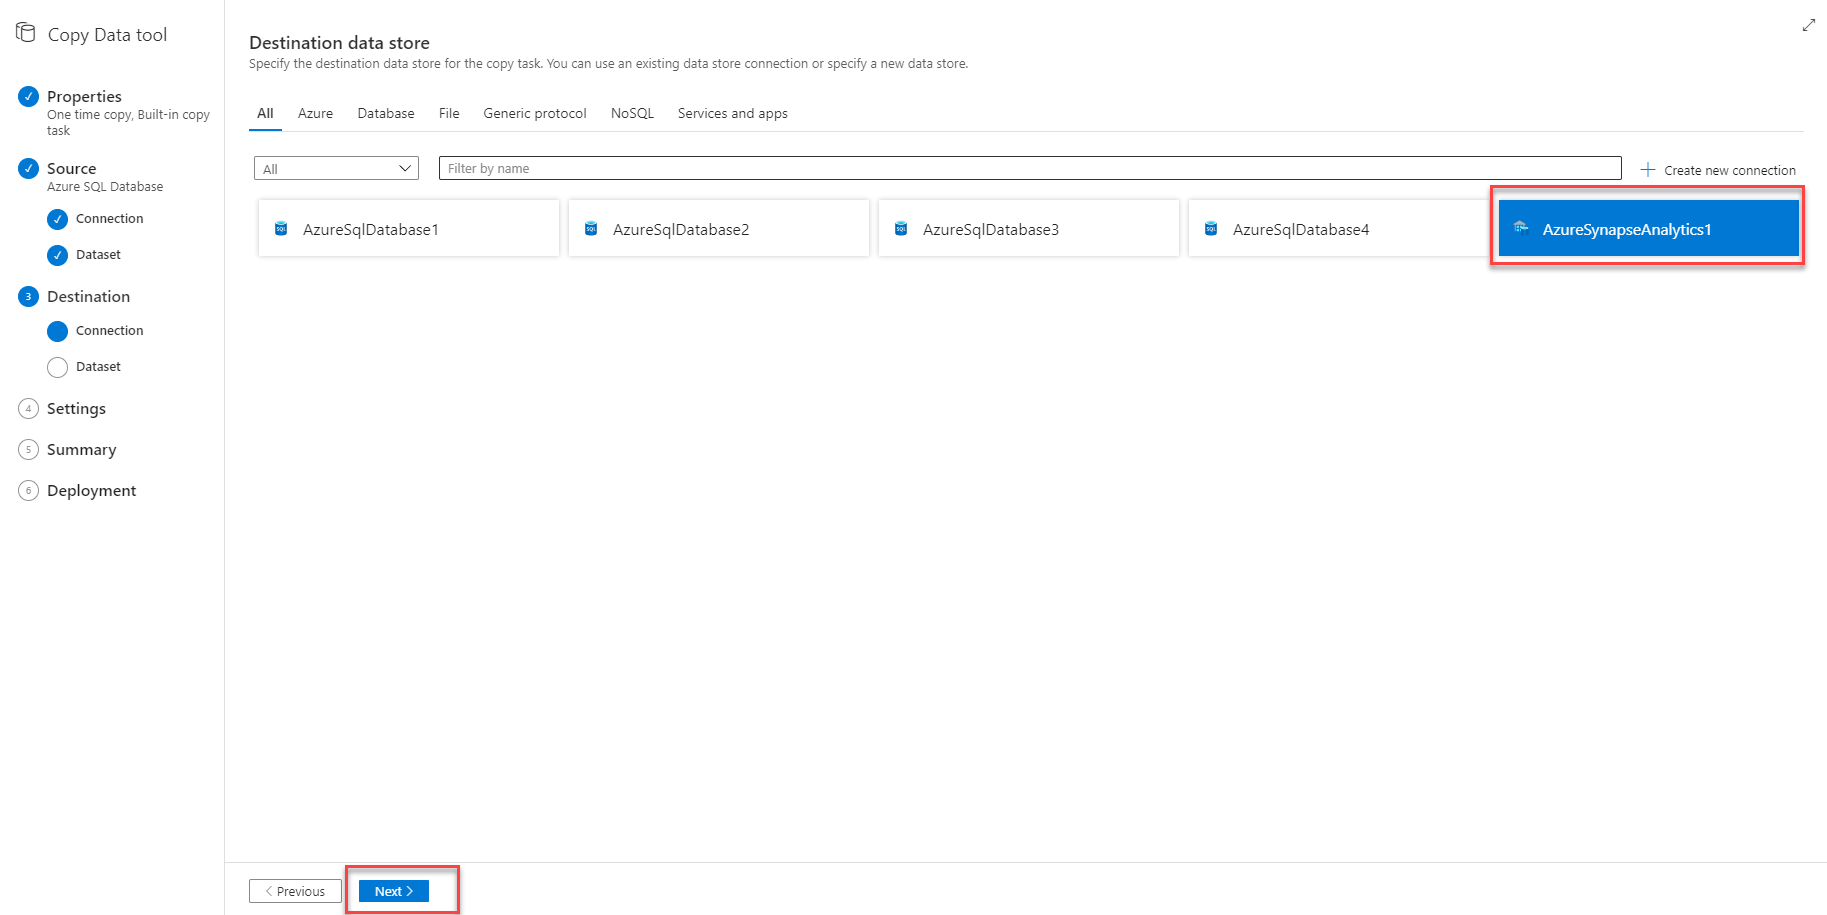 Copy Data tool
Properties
One time copy, Built-in copy
task
Source
Azure SQL Database
Connection
Dataset
3 Destination
Connection
Dataset
4 Settings
5 Summary
6 Deployment
Destination data store
Specify the destination data store for the copy task. You can use an existing data store connection or specify a new data store.
All Azure Database File Generic protocol NoSQL Services and apps
All Filter by name Create new connection
SQL AzureSqlDatabase1 SQL AzureSqlDatabase2 SQL AzureSqlDatabase3 SQL AzureSqlDatabase4 AzureSynapseAnalytics1
< Previous Next >